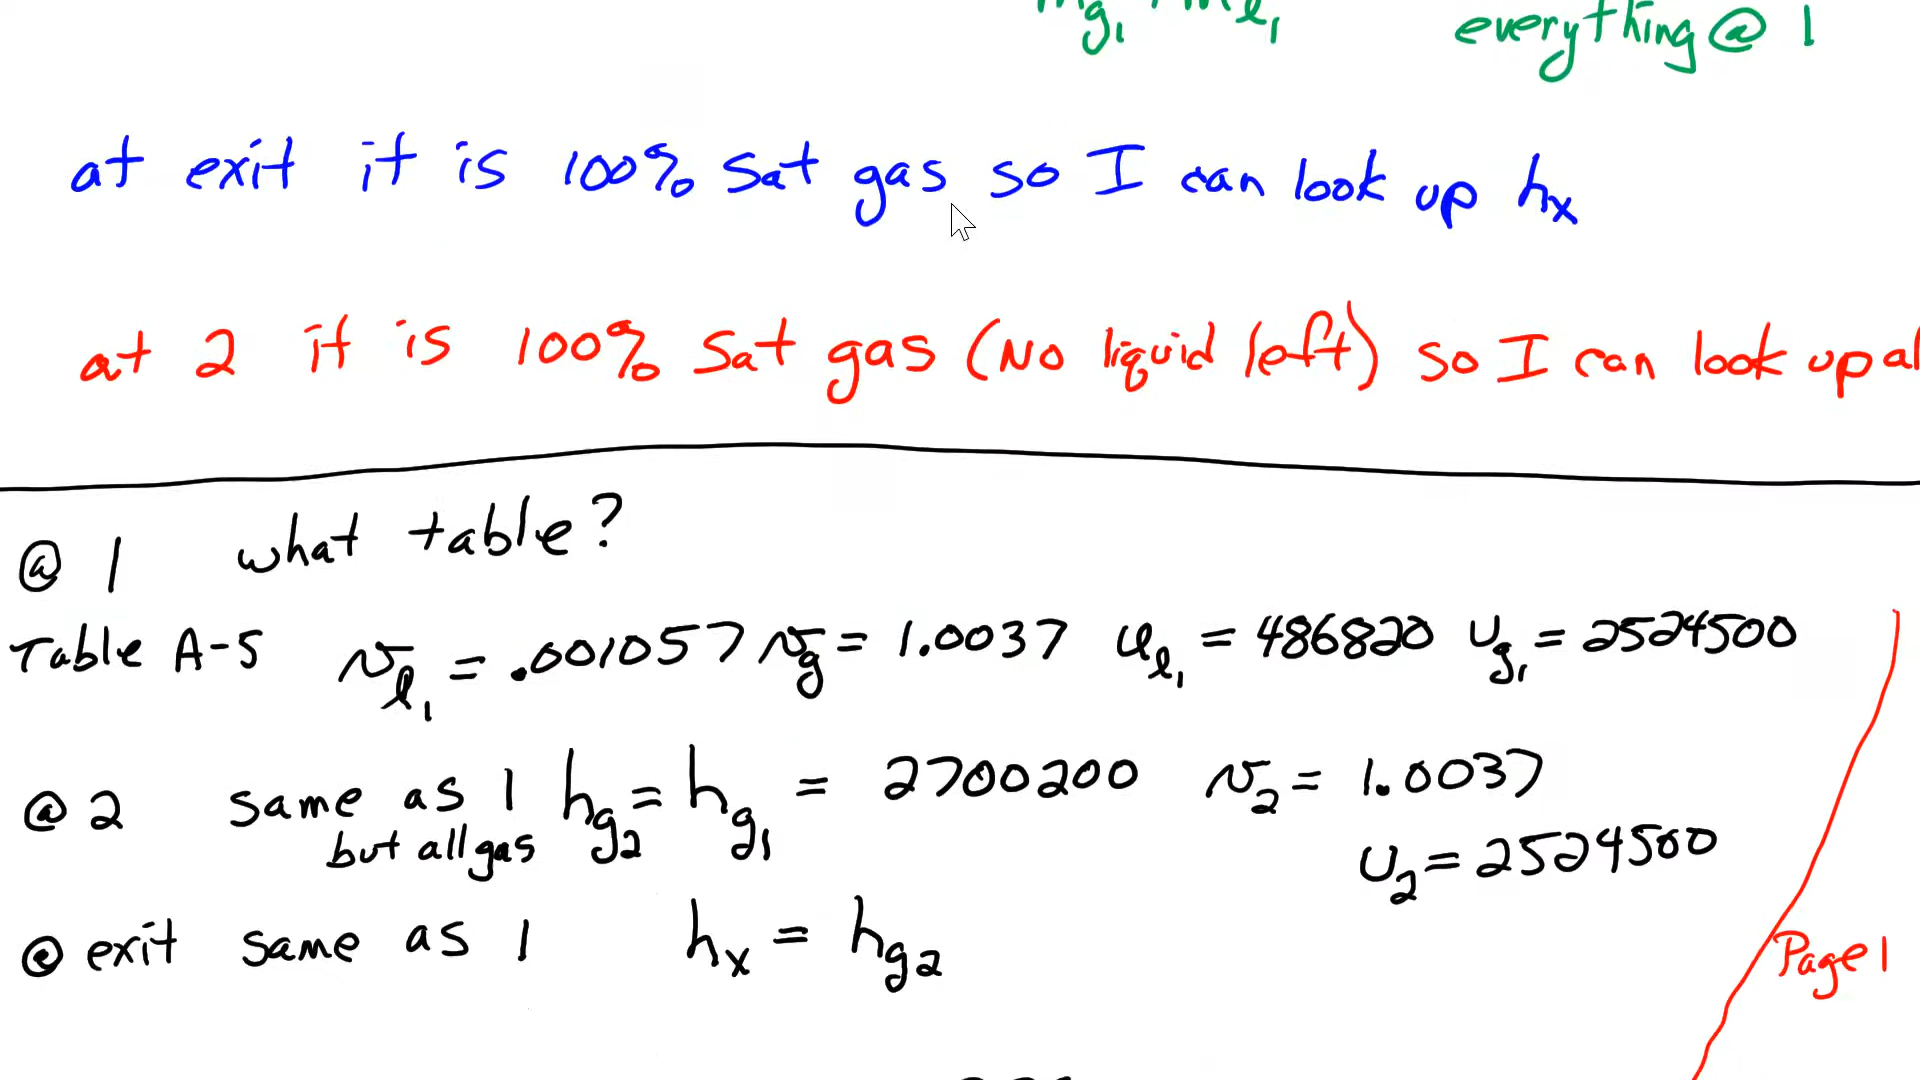 everything @ 1
at exit it is 100% sat gas so I can look up hx
at 2 it is 100% sat gas (No liquid left) so I can look up al
@ 1 what table?
Table A-5 vℓ1 = .001057 vg = 1.0037 uℓ1 = 486820 ug1 = 2524500
@ 2 same as 1 hg2 = hg1 = 2700200 v2 = 1.0037
but all gas u2 = 2524500
@ exit same as 1 hx = hg2
Page 1